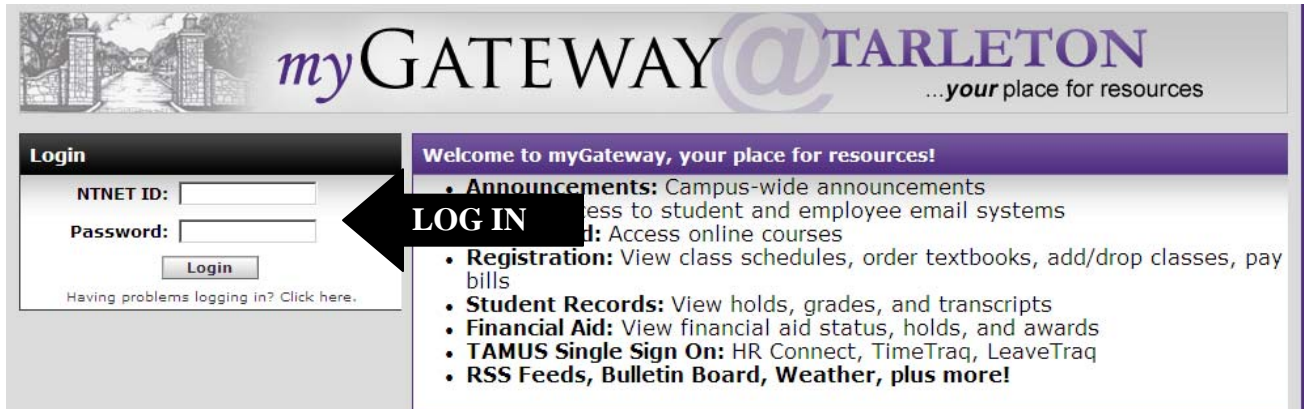 myGATEWAY@TARLETON
...your place for resources
Login
NTNET ID:
Password:
Login
Having problems logging in? Click here.
LOG IN
Welcome to myGateway, your place for resources!
• Announcements: Campus-wide announcements
to student and employee email systems
Access online courses
• Registration: View class schedules, order textbooks, add/drop classes, pay
bills
• Student Records: View holds, grades, and transcripts
• Financial Aid: View financial aid status, holds, and awards
• TAMUS Single Sign On: HR Connect, TimeTraq, LeaveTraq
• RSS Feeds, Bulletin Board, Weather, plus more!